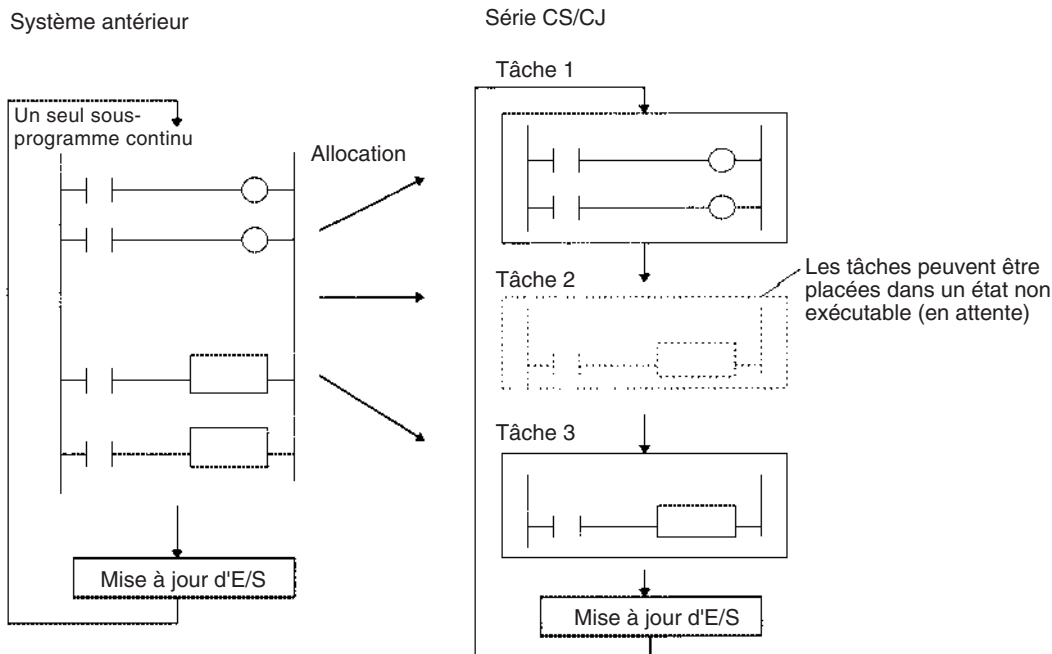 Système antérieur
Un seul sous-
programme continu
Allocation
Mise à jour d'E/S
Série CS/CJ
Tâche 1
Tâche 2
Les tâches peuvent être
placées dans un état non
exécutable (en attente)
Tâche 3
Mise à jour d'E/S